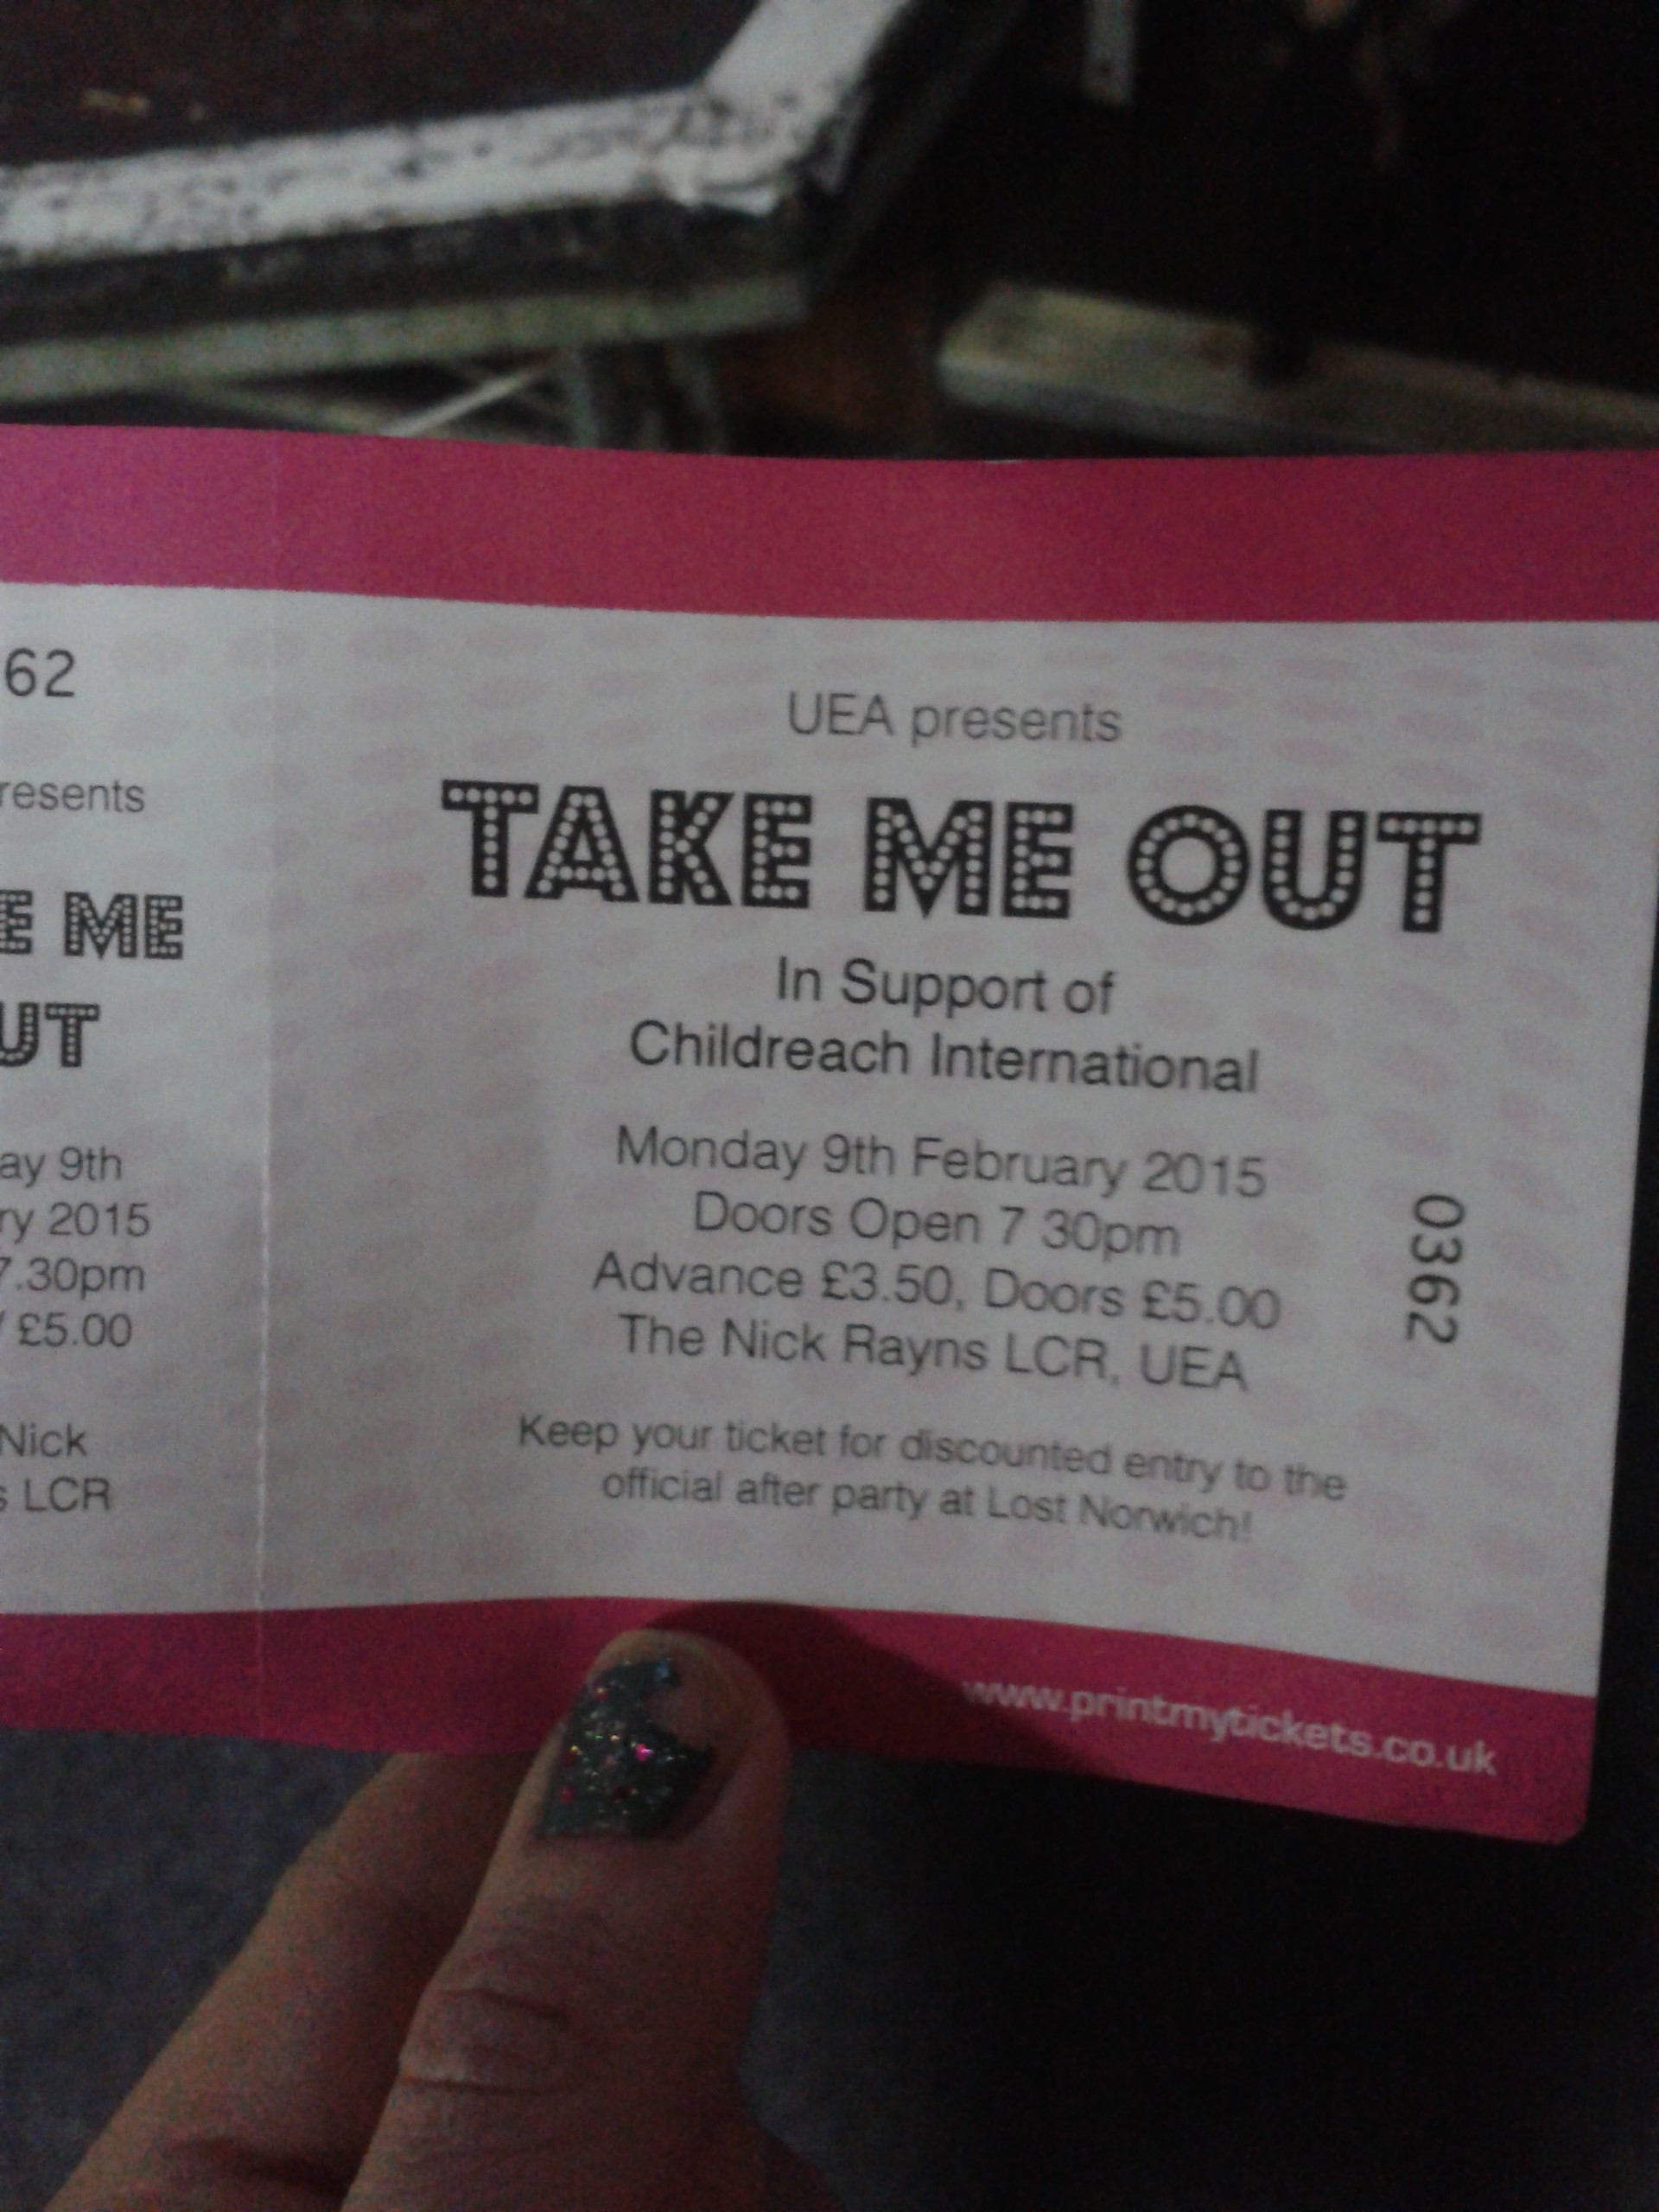 62
resents
E ME
UT
ay 9th
ry 2015
7.30pm
/ £5.00
Nick
s LCR
UEA presents
TAKE ME OUT
In Support of
Childreach International
Monday 9th February 2015
Doors Open 7 30pm
Advance £3.50, Doors £5.00
The Nick Rayns LCR, UEA
Keep your ticket for discounted entry to the
official after party at Lost Norwich!
0362
www.printmytickets.co.uk